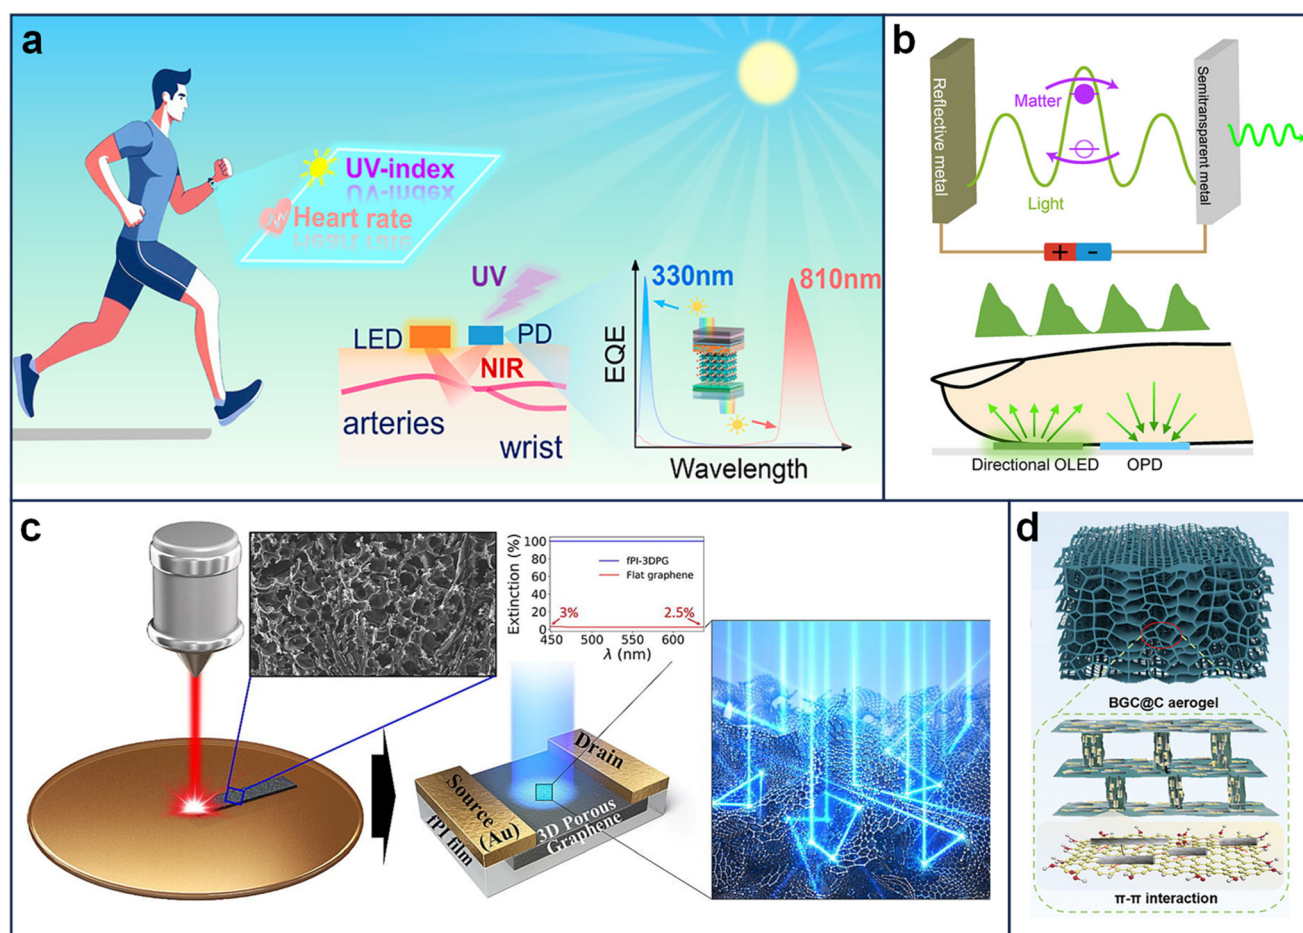 a
UV-index
Heart rate
UV
LED
PD
NIR
arteries
wrist
330nm
810nm
EQE
Wavelength
b
Reflective metal
Matter
Light
Semitransparent metal
+
-
Directional OLED
OPD
c
Extinction (%)
100
80
60
40
20
0
fPI-3DPG
Flat graphene
3%
2.5%
450
500
550
600
λ (nm)
Drain
Source
(Au)
3D Porous
Graphene
fPI film
d
BGC@C aerogel
π-π interaction